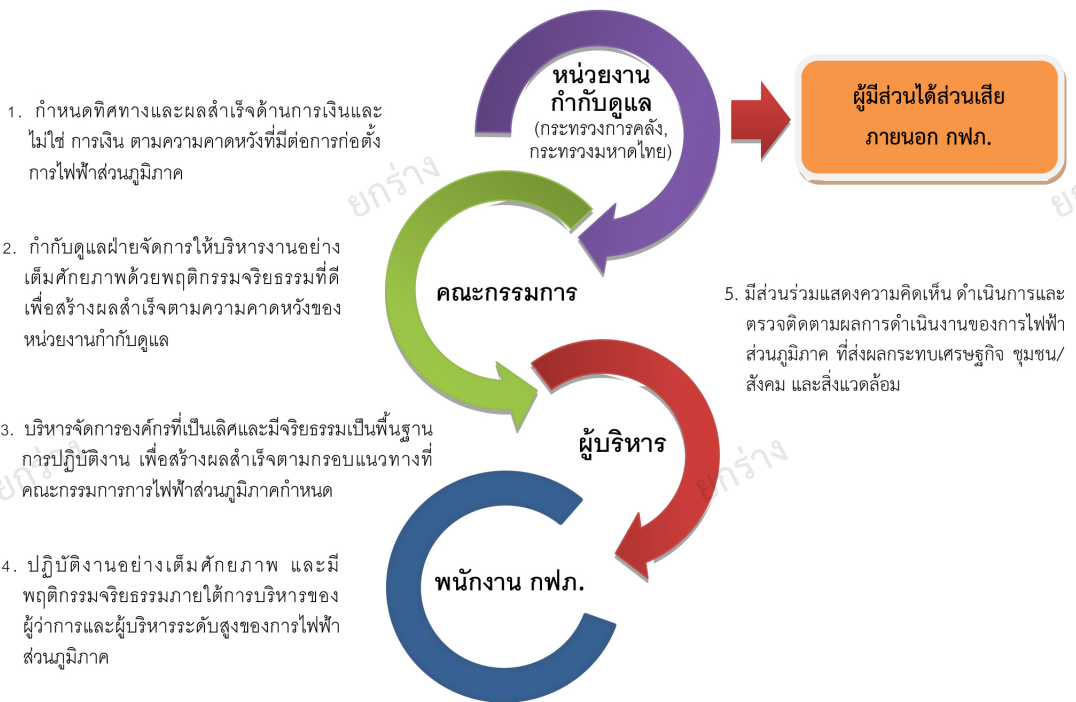 หน่วยงาน
กำกับดูแล
(กระทรวงการคลัง,
กระทรวงมหาดไทย)
ผู้มีส่วนได้ส่วนเสีย
ภายนอก กฟภ.
1. กำหนดทิศทางและผลสำเร็จด้านการเงินและ
ไม่ใช่ การเงิน ตามความคาดหวังที่มีต่อการก่อตั้ง
การไฟฟ้าส่วนภูมิภาค
ยกร่าง
ยกร่าง
2. กำกับดูแลฝ่ายจัดการให้บริหารงานอย่าง
เต็มศักยภาพด้วยพฤติกรรมจริยธรรมที่ดี
เพื่อสร้างผลสำเร็จตามความคาดหวังของ
หน่วยงานกำกับดูแล
คณะกรรมการ
5. มีส่วนร่วมแสดงความคิดเห็น ดำเนินการและ
ตรวจติดตามผลการดำเนินงานของการไฟฟ้า
ส่วนภูมิภาค ที่ส่งผลกระทบเศรษฐกิจ ชุมชน/
สังคม และสิ่งแวดล้อม
3. บริหารจัดการองค์กรที่เป็นเลิศและมีจริยธรรมเป็นพื้นฐาน
การปฏิบัติงาน เพื่อสร้างผลสำเร็จตามกรอบแนวทางที่
คณะกรรมการการไฟฟ้าส่วนภูมิภาคกำหนด
ผู้บริหาร
ยกร่าง
ยกร่าง
4. ปฏิบัติงานอย่างเต็มศักยภาพ และมี
พฤติกรรมจริยธรรมภายใต้การบริหารของ
ผู้ว่าการและผู้บริหารระดับสูงของการไฟฟ้า
ส่วนภูมิภาค
พนักงาน กฟภ.